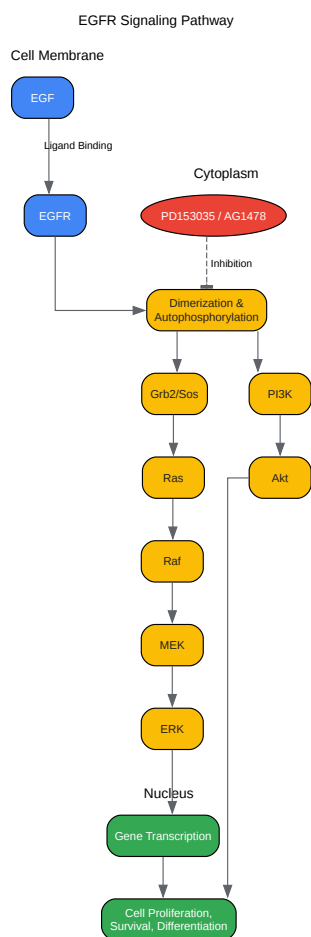 EGFR Signaling Pathway
Cell Membrane
EGF
Ligand Binding
Cytoplasm
EGFR
PD153035 / AG1478
Inhibition
Dimerization &
Autophosphorylation
Grb2/Sos
PI3K
Ras
Akt
Raf
MEK
ERK
Nucleus
Gene Transcription
Cell Proliferation,
Survival, Differentiation